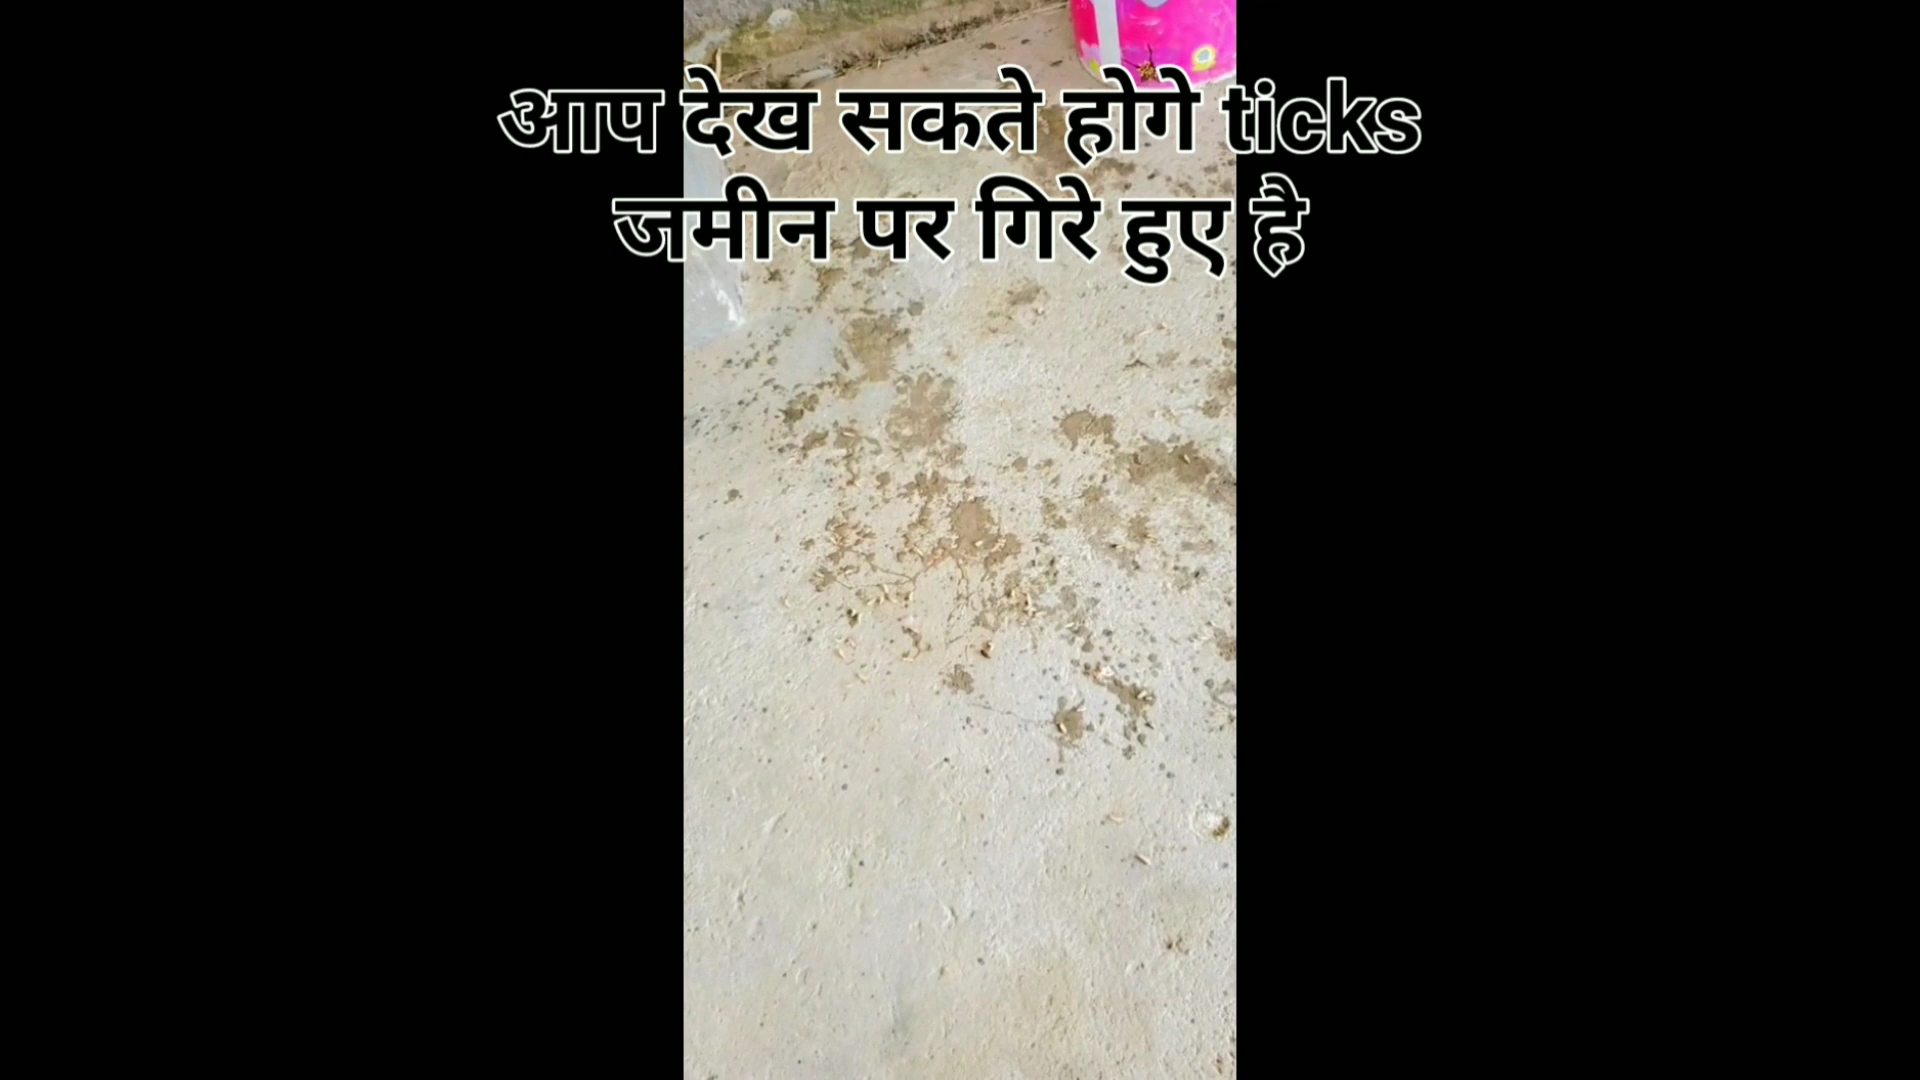 आप देख सकते होगे ticks
जमीन पर गिरे हुए है